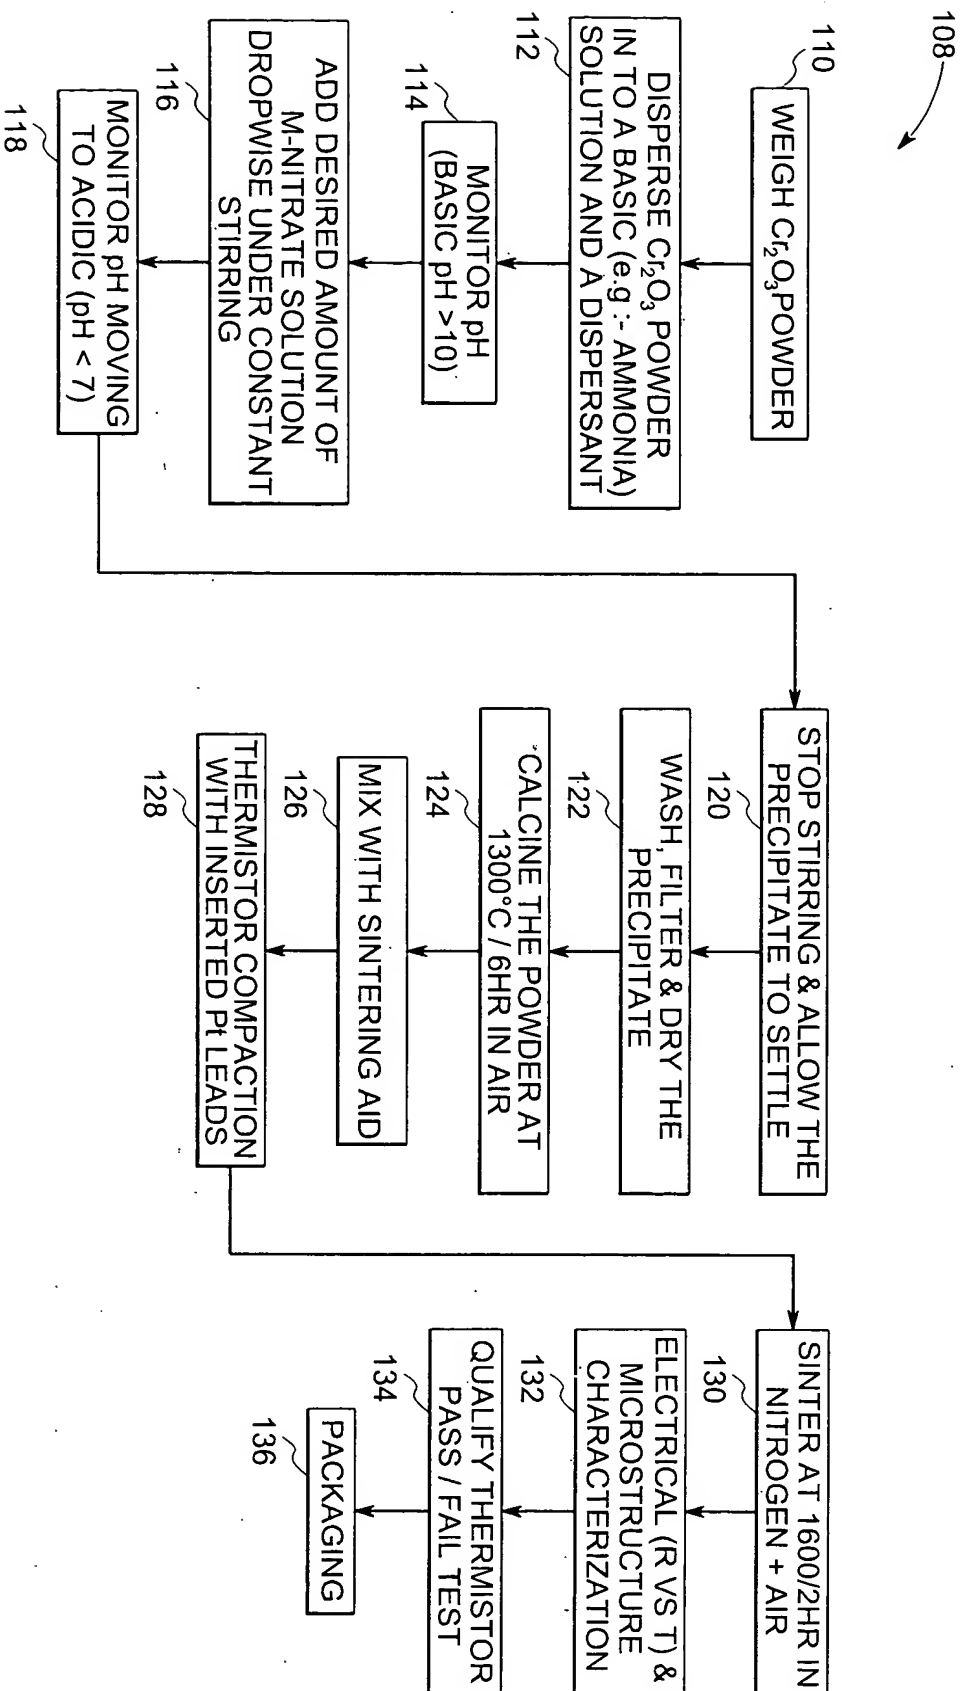 108
110
WEIGH Cr₂O₃ POWDER
112
DISPERSE Cr₂O₃ POWDER
IN TO A BASIC (e.g :- AMMONIA)
SOLUTION AND A DISPERSANT
114
MONITOR pH
(BASIC pH >10)
116
ADD DESIRED AMOUNT OF
M-NITRATE SOLUTION
DROPWISE UNDER CONSTANT
STIRRING
118
MONITOR pH MOVING
TO ACIDIC (pH < 7)
120
STOP STIRRING & ALLOW THE
PRECIPITATE TO SETTLE
122
WASH, FILTER & DRY THE
PRECIPITATE
124
CALCINE THE POWDER AT
1300°C / 6HR IN AIR
126
MIX WITH SINTERING AID
128
THERMISTOR COMPACTION
WITH INSERTED Pt LEADS
130
SINTER AT 1600/2HR IN
NITROGEN + AIR
132
ELECTRICAL (R VS T) &
MICROSTRUCTURE
CHARACTERIZATION
134
QUALIFY THERMISTOR
PASS / FAIL TEST
136
PACKAGING